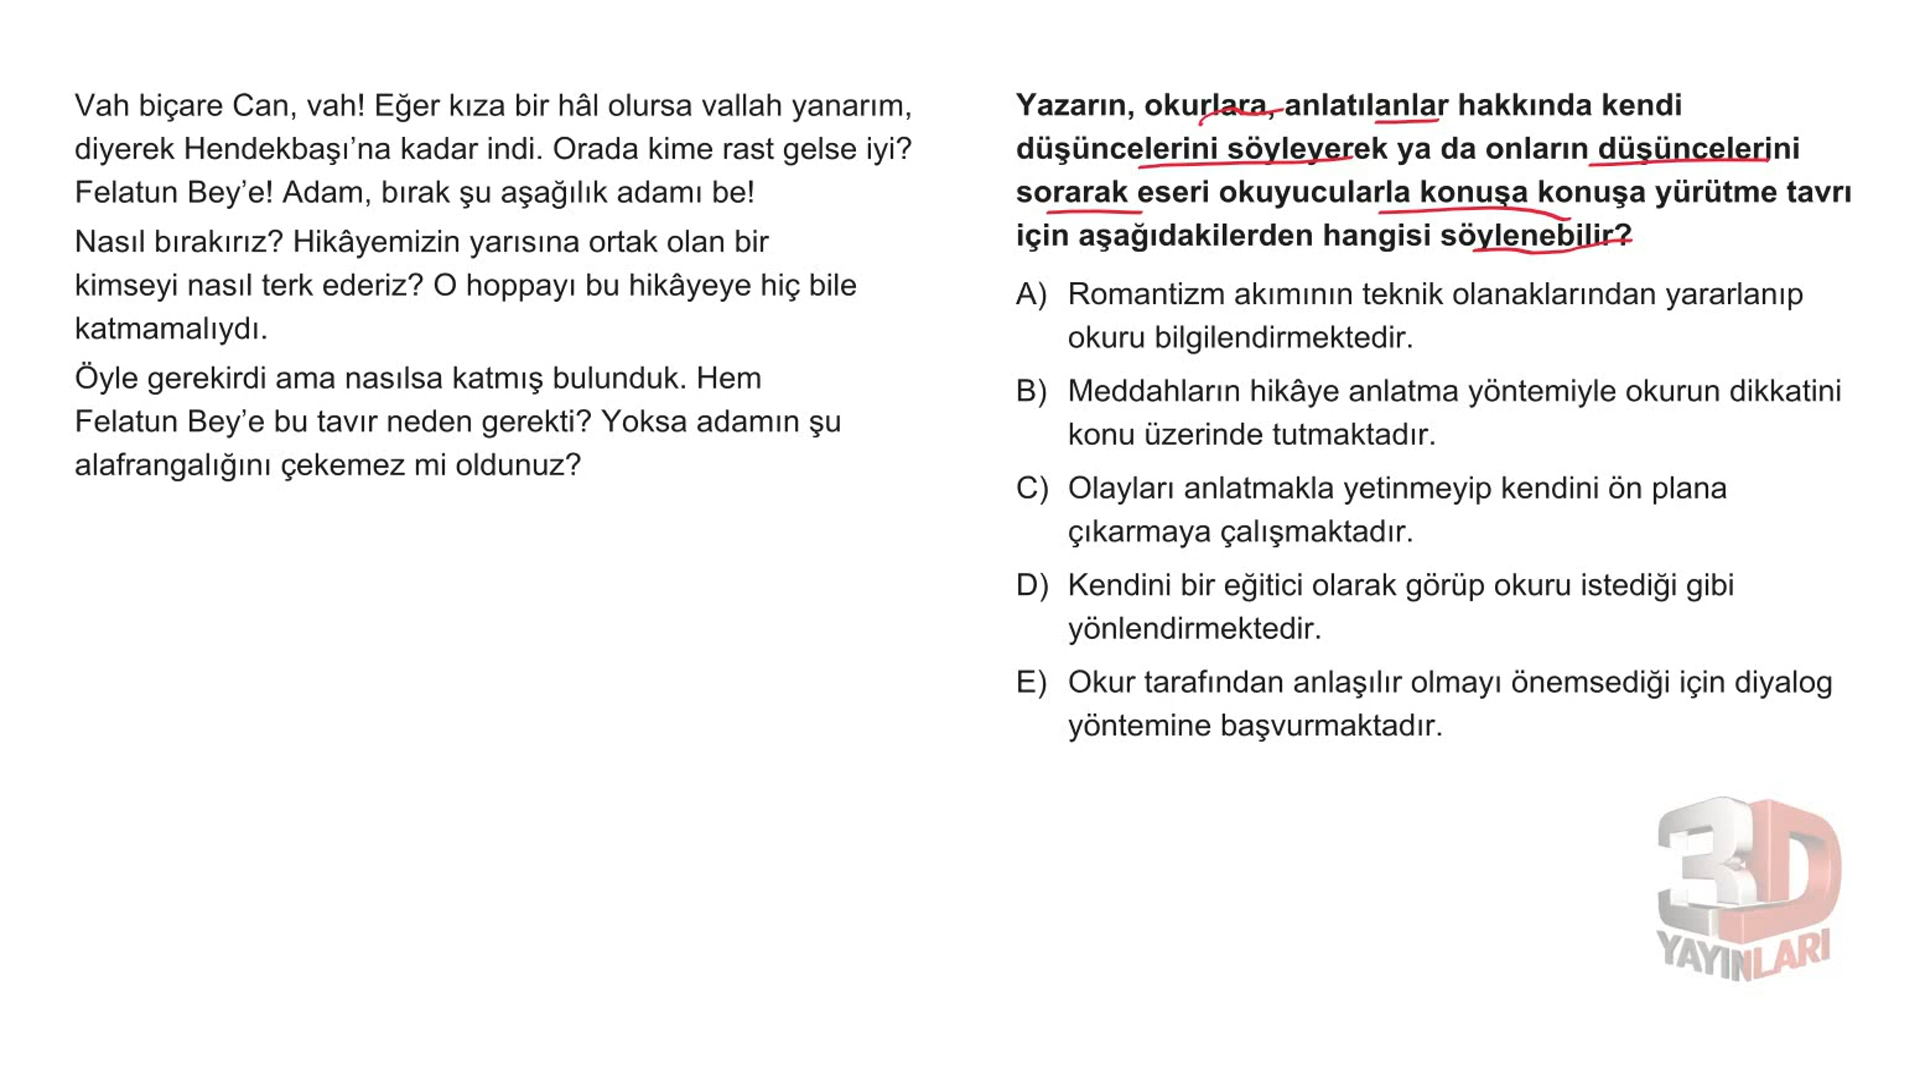 Vah biçare Can, vah! Eğer kıza bir hâl olursa vallah yanarım,
diyerek Hendekbaşı’na kadar indi. Orada kime rast gelse iyi?
Felatun Bey’e! Adam, bırak şu aşağılık adamı be!
Nasıl bırakırız? Hikâyemizin yarısına ortak olan bir
kimseyi nasıl terk ederiz? O hoppayı bu hikâyeye hiç bile
katmamalıydı.
Öyle gerekirdi ama nasılsa katmış bulunduk. Hem
Felatun Bey’e bu tavır neden gerekti? Yoksa adamın şu
alafrangalığını çekemez mi oldunuz?
Yazarın, okurlara, anlatılanlar hakkında kendi
düşüncelerini söyleyerek ya da onların düşüncelerini
sorarak eseri okuyucularla konuşa konuşa yürütme tavrı
için aşağıdakilerden hangisi söylenebilir?
A) Romantizm akımının teknik olanaklarından yararlanıp
okuru bilgilendirmektedir.
B) Meddahların hikâye anlatma yöntemiyle okurun dikkatini
konu üzerinde tutmaktadır.
C) Olayları anlatmakla yetinmeyip kendini ön plana
çıkarmaya çalışmaktadır.
D) Kendini bir eğitici olarak görüp okuru istediği gibi
yönlendirmektedir.
E) Okur tarafından anlaşılır olmayı önemsediği için diyalog
yöntemine başvurmaktadır.
3D
YAYINLARI